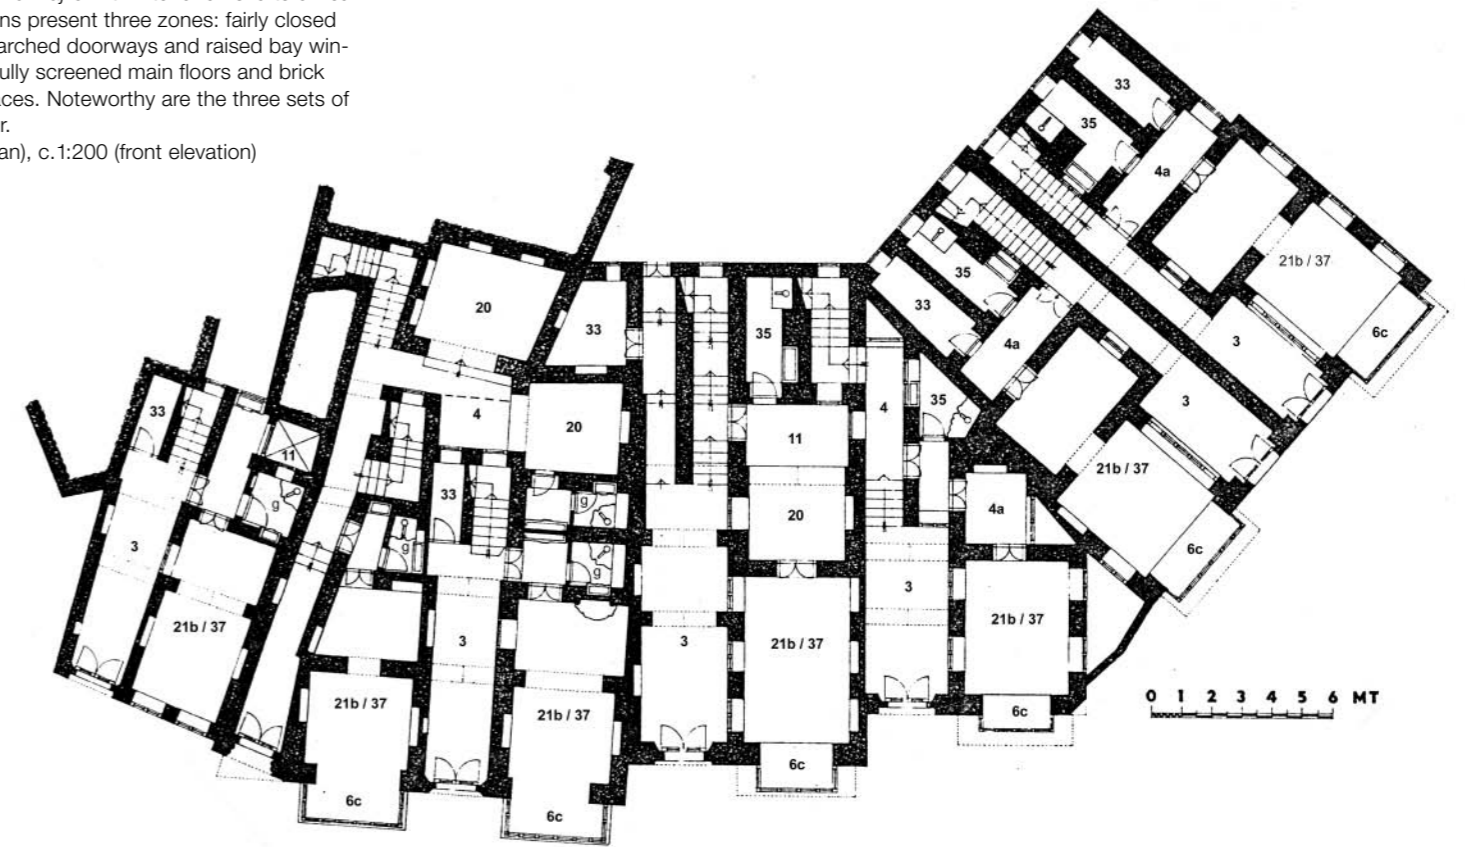 ns present three zones: fairly closed
arched doorways and raised bay win-
ully screened main floors and brick
ces. Noteworthy are the three sets of
r.
an), c.1:200 (front elevation)
33
35
4a
21b / 37
6c
3
35
33
4a
3
21b / 37
6c
20
33
35
4
35
11
20
4
20
33
11
g
3
21b / 37
33
g
g
g
4a
3
21b / 37
3
21b / 37
3
21b / 37
21b / 37
6c
6c
6c
6c
0 1 2 3 4 5 6 MT